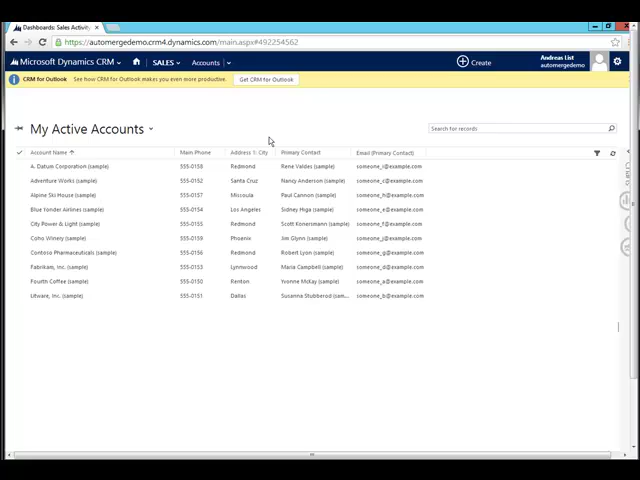 Dashboards: Sales Activity
https://automergedemo.crm4.dynamics.com/main.aspx#492254562
Microsoft Dynamics CRM SALES Accounts Create Andreas List
automergedemo
CRM for Outlook See how CRM for Outlook makes you even more productive. Get CRM for Outlook
My Active Accounts Search for records
Account Name Main Phone Address 1: City Primary Contact Email (Primary Contact)
A. Datum Corporation (sample) 555-0158 Redmond Rene Valdes (sample) someone_i@example.com
Adventure Works (sample) 555-0152 Santa Cruz Nancy Anderson (sample) someone_c@example.com
Alpine Ski House (sample) 555-0157 Missoula Paul Cannon (sample) someone_h@example.com
Blue Yonder Airlines (sample) 555-0154 Los Angeles Sidney Higa (sample) someone_e@example.com
City Power & Light (sample) 555-0155 Redmond Scott Konersmann (sample) someone_f@example.com
Coho Winery (sample) 555-0159 Phoenix Jim Glynn (sample) someone_j@example.com
Contoso Pharmaceuticals (sample) 555-0156 Redmond Robert Lyon (sample) someone_g@example.com
Fabrikam, Inc. (sample) 555-0153 Lynnwood Maria Campbell (sample) someone_d@example.com
Fourth Coffee (sample) 555-0150 Renton Yvonne McKay (sample) someone_a@example.com
Litware, Inc. (sample) 555-0151 Dallas Susanna Stubberod (sam... someone_b@example.com